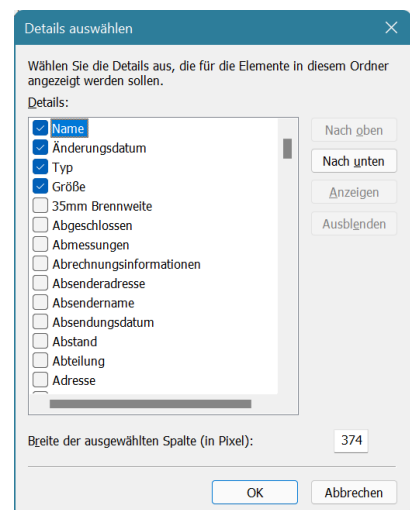 Details auswählen
Wählen Sie die Details aus, die für die Elemente in diesem Ordner
angezeigt werden sollen.
Details:
Name
Änderungsdatum
Typ
Größe
35mm Brennweite
Abgeschlossen
Abmessungen
Abrechnungsinformationen
Absenderadresse
Absendername
Absendungsdatum
Abstand
Abteilung
Adresse
Nach oben
Nach unten
Anzeigen
Ausblenden
Breite der ausgewählten Spalte (in Pixel):
374
OK
Abbrechen